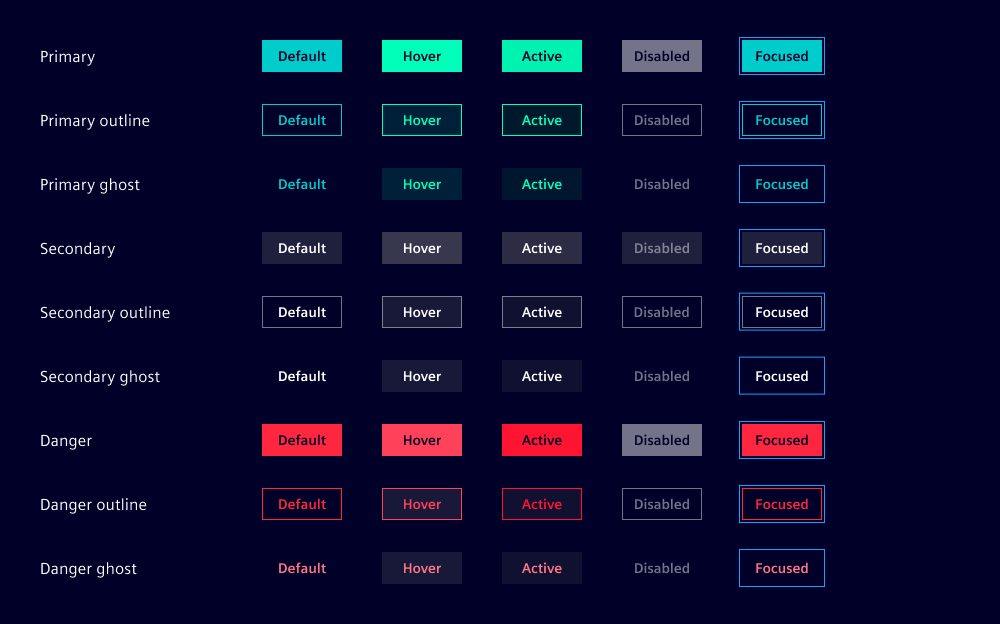 Primary Default Hover Active Disabled Focused
Primary outline Default Hover Active Disabled Focused
Primary ghost Default Hover Active Disabled Focused
Secondary Default Hover Active Disabled Focused
Secondary outline Default Hover Active Disabled Focused
Secondary ghost Default Hover Active Disabled Focused
Danger Default Hover Active Disabled Focused
Danger outline Default Hover Active Disabled Focused
Danger ghost Default Hover Active Disabled Focused